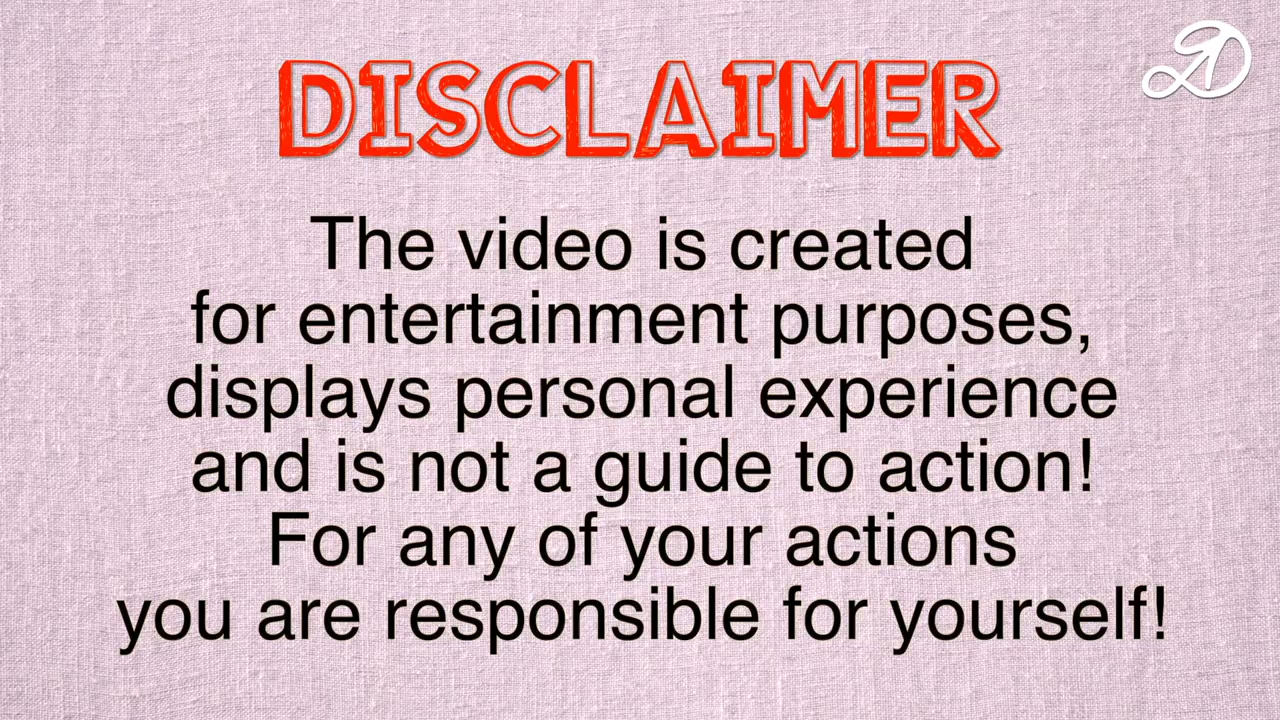 DISCLAIMER
The video is created
for entertainment purposes,
displays personal experience
and is not a guide to action!
For any of your actions
you are responsible for yourself!